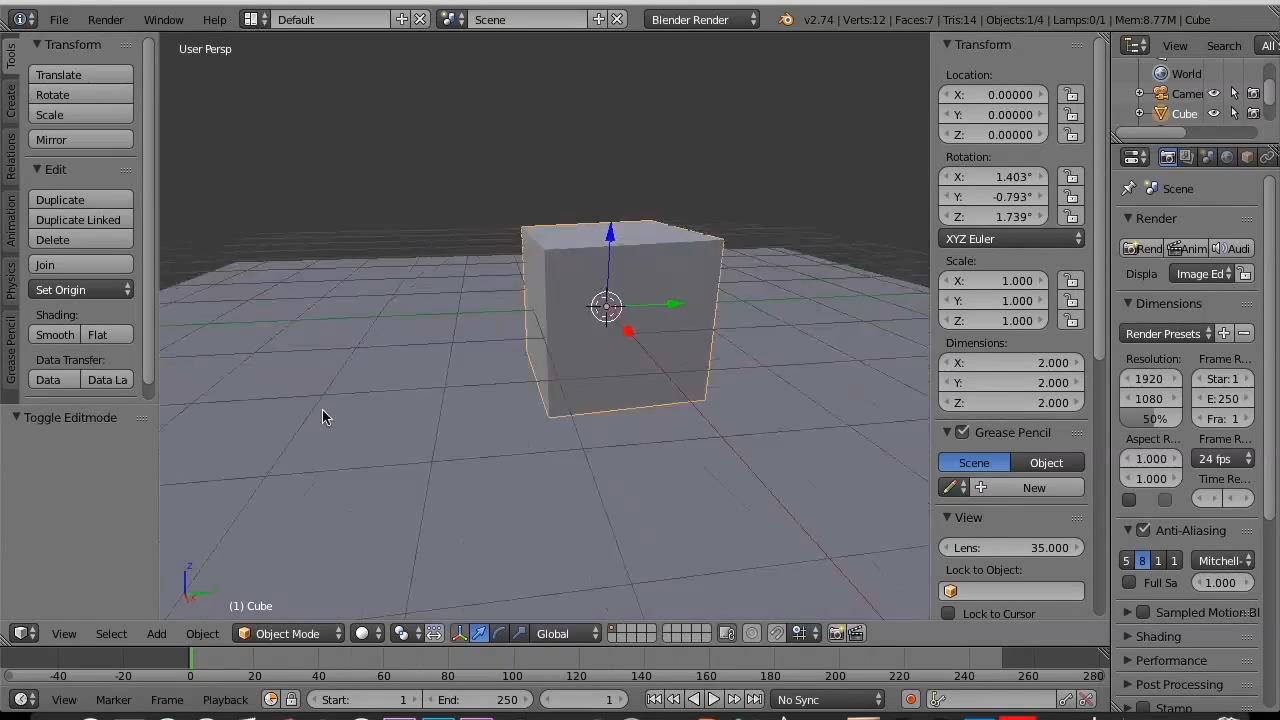 File Render Window Help Default Scene Blender Render v2.74 | Verts:12 | Faces:7 | Tris:14 | Objects:1/4 | Lamps:0/1 | Mem:8.77M | Cube
Tools
Create
Relations
Animation
Physics
Grease Pencil
Transform
Translate
Rotate
Scale
Mirror
Edit
Duplicate
Duplicate Linked
Delete
Join
Set Origin
Shading:
Smooth Flat
Data Transfer:
Data Data La
Toggle Editmode
User Persp
z
(1) Cube
Transform
Location:
X: 0.00000
Y: 0.00000
Z: 0.00000
Rotation:
X: 1.403°
Y: -0.793°
Z: 1.739°
XYZ Euler
Scale:
X: 1.000
Y: 1.000
Z: 1.000
Dimensions:
X: 2.000
Y: 2.000
Z: 2.000
Grease Pencil
Scene Object
New
View
Lens: 35.000
Lock to Object:
Lock to Cursor
View Search All S
World
Camer
Cube
Scene
Render
Rend Anim Audi
Displa Image Ed
Dimensions
Render Presets
Resolution: Frame R...
1920 Star: 1
1080 E: 250
50% Fra: 1
Aspect R... Frame R...
1.000 24 fps
1.000 Time Re...
Anti-Aliasing
5 8 1 1 Mitchell-
Full Sa 1.000
Sampled Motion Bl
Shading
Performance
Post Processing
Stamp
View Select Add Object Object Mode Global
-40 -20 0 20 40 60 80 100 120 140 160 180 200 220 240 260 280
View Marker Frame Playback Start: 1 End: 250 1 No Sync